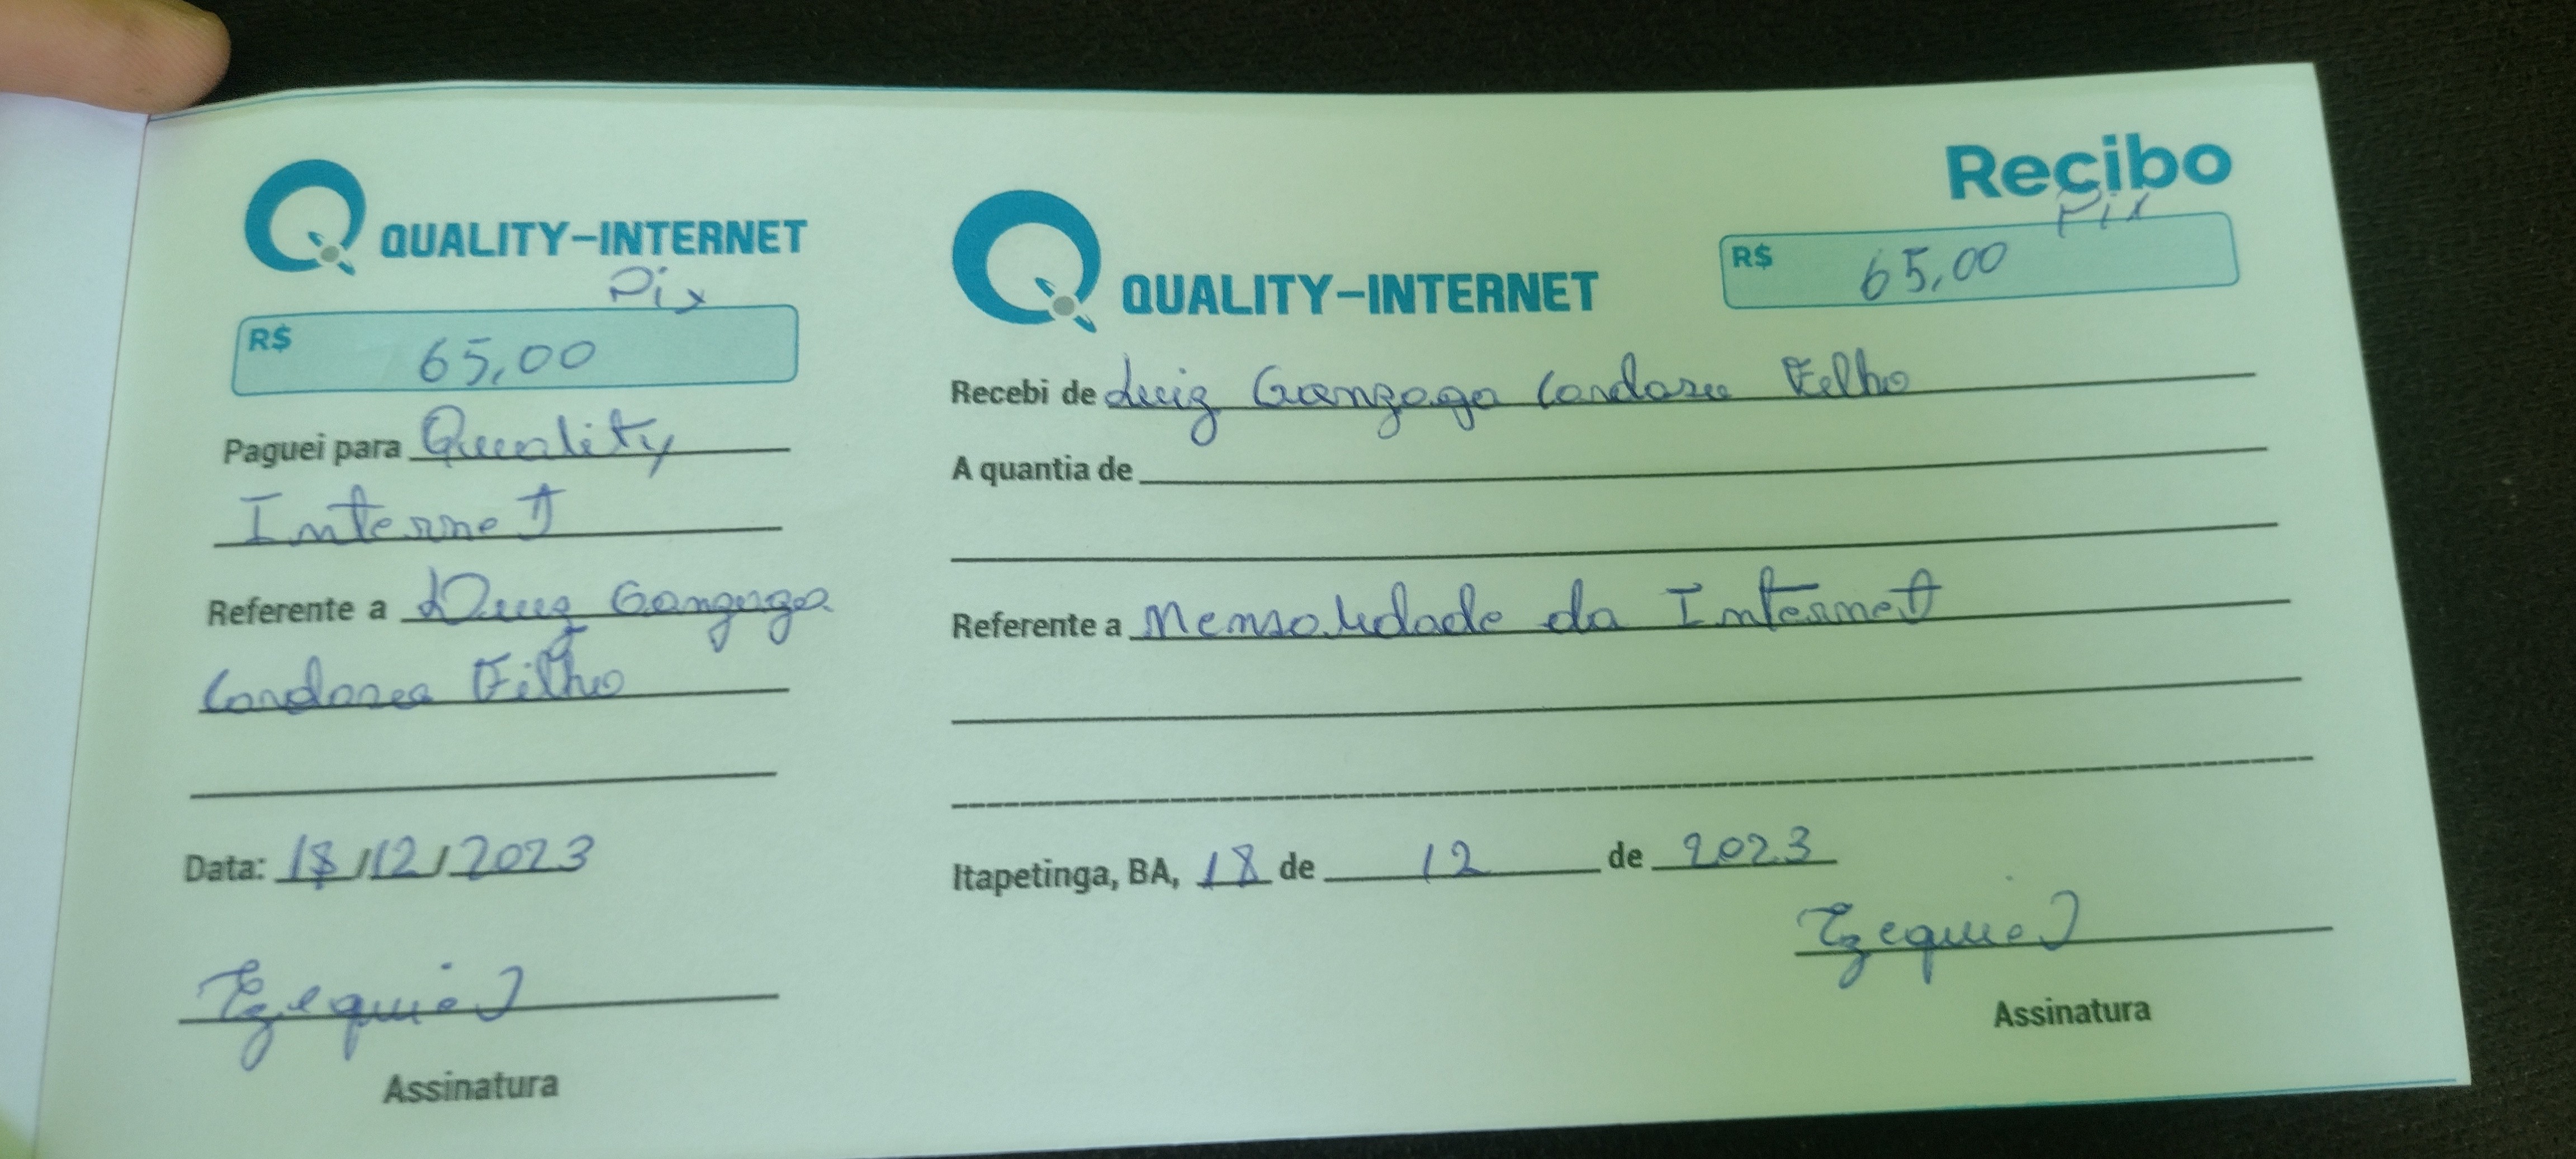 QUALITY-INTERNET
Pix
R$ 65,00
Paguei para Quality
Internet
Referente a Luiz Gonzaga
Cardoso Filho
Data: 18/12/2023
Ezequiel
Assinatura
Recibo
QUALITY-INTERNET
Pix
R$ 65,00
Recebi de Luiz Gonzaga Cardoso Filho
A quantia de
Referente a Mensalidade da Internet
Itapetinga, BA, 18 de 12 de 2023
Ezequiel
Assinatura